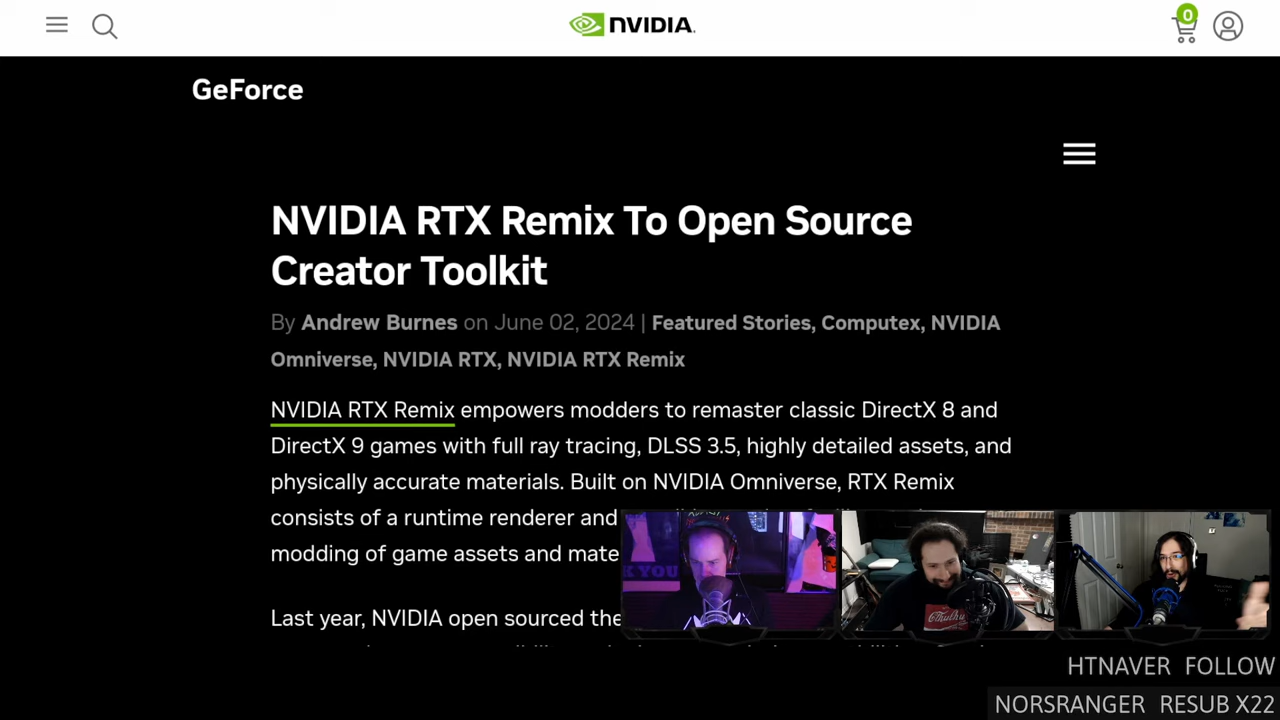 0
NVIDIA
GeForce
NVIDIA RTX Remix To Open Source
Creator Toolkit
By Andrew Burnes on June 02, 2024 | Featured Stories, Computex, NVIDIA
Omniverse, NVIDIA RTX, NVIDIA RTX Remix
NVIDIA RTX Remix empowers modders to remaster classic DirectX 8 and
DirectX 9 games with full ray tracing, DLSS 3.5, highly detailed assets, and
physically accurate materials. Built on NVIDIA Omniverse, RTX Remix
consists of a runtime renderer and
modding of game assets and mate
Last year, NVIDIA open sourced the
K YOU
Cthulhu
HTNAVER FOLLOW
NORSRANGER RESUB X22